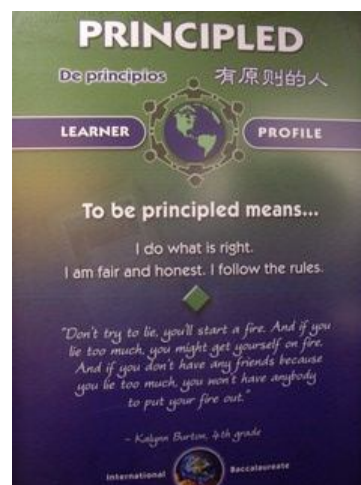 PRINCIPLED
De principios 有原则的人
LEARNER PROFILE
To be principled means...
I do what is right.
I am fair and honest. I follow the rules.
"Don't try to lie, you'll start a fire. And if you
lie too much, you might get yourself on fire.
And if you don't have any friends because
you lie too much, you won't have anybody
to put your fire out."
~ Kalynn Burton, 4th grade
International Baccalaureate